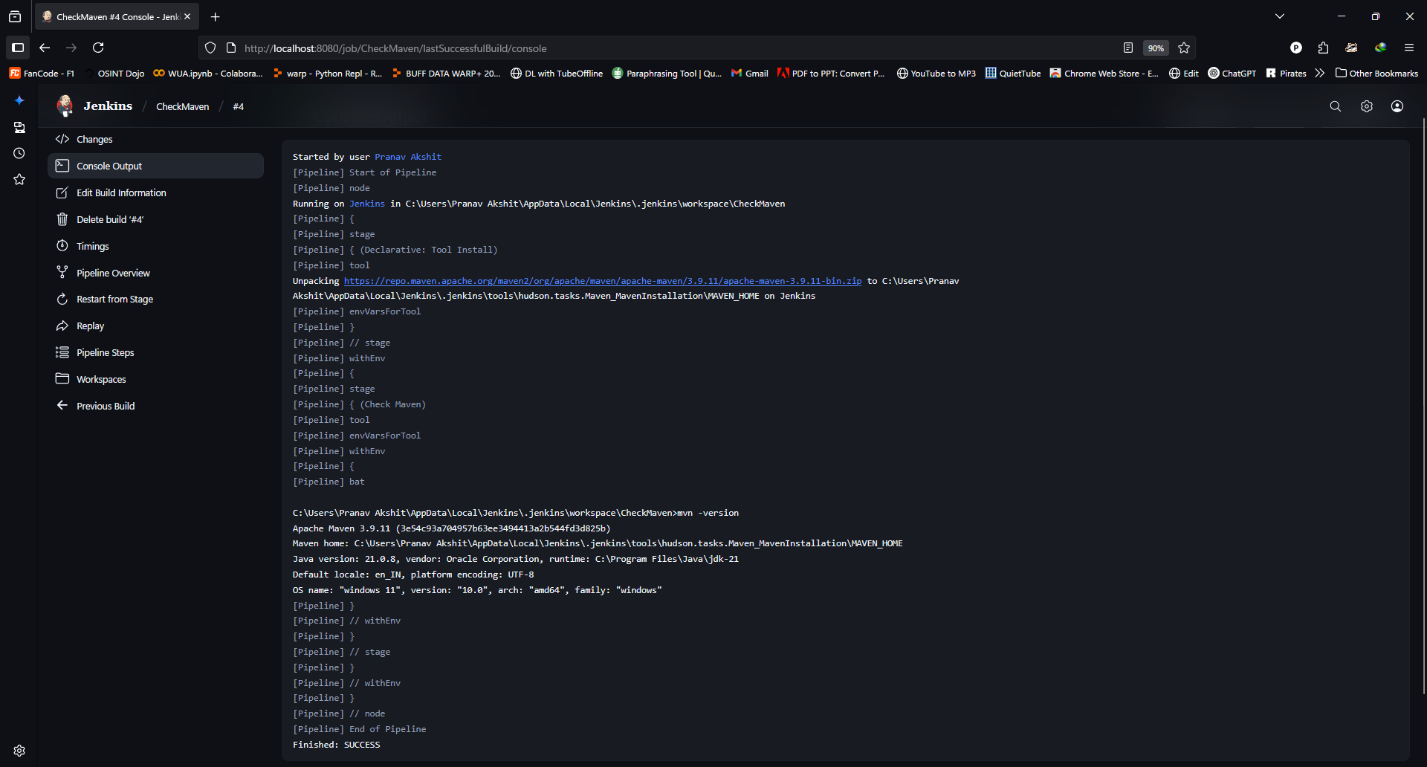 CheckMaven #4 Console - Jenki
http://localhost:8080/job/CheckMaven/lastSuccessfulBuild/console
90%
P
FC FanCode - F1
OSINT Dojo
WUA.ipynb - Colabora...
warp - Python Repl - R...
BUFF DATA WARP+ 20...
DL with TubeOffline
Paraphrasing Tool | Qu...
Gmail
PDF to PPT: Convert P...
YouTube to MP3
QuietTube
Chrome Web Store - E...
Edit
ChatGPT
Pirates
Other Bookmarks
Jenkins / CheckMaven / #4
Changes
Console Output
Edit Build Information
Delete build '#4'
Timings
Pipeline Overview
Restart from Stage
Replay
Pipeline Steps
Workspaces
Previous Build
Started by user Pranav Akshit
[Pipeline] Start of Pipeline
[Pipeline] node
Running on Jenkins in C:\Users\Pranav Akshit\AppData\Local\Jenkins\.jenkins\workspace\CheckMaven
[Pipeline] {
[Pipeline] stage
[Pipeline] { (Declarative: Tool Install)
[Pipeline] tool
Unpacking https://repo.maven.apache.org/maven2/org/apache/maven/apache-maven/3.9.11/apache-maven-3.9.11-bin.zip to C:\Users\Pranav
Akshit\AppData\Local\Jenkins\.jenkins\tools\hudson.tasks.Maven_MavenInstallation\MAVEN_HOME on Jenkins
[Pipeline] envVarsForTool
[Pipeline] }
[Pipeline] // stage
[Pipeline] withEnv
[Pipeline] {
[Pipeline] stage
[Pipeline] { (Check Maven)
[Pipeline] tool
[Pipeline] envVarsForTool
[Pipeline] withEnv
[Pipeline] {
[Pipeline] bat
C:\Users\Pranav Akshit\AppData\Local\Jenkins\.jenkins\workspace\CheckMaven>mvn -version
Apache Maven 3.9.11 (3e54c93a704957b63ee3494413a2b544fd3d825b)
Maven home: C:\Users\Pranav Akshit\AppData\Local\Jenkins\.jenkins\tools\hudson.tasks.Maven_MavenInstallation\MAVEN_HOME
Java version: 21.0.8, vendor: Oracle Corporation, runtime: C:\Program Files\Java\jdk-21
Default locale: en_IN, platform encoding: UTF-8
OS name: "windows 11", version: "10.0", arch: "amd64", family: "windows"
[Pipeline] }
[Pipeline] // withEnv
[Pipeline] }
[Pipeline] // stage
[Pipeline] }
[Pipeline] // withEnv
[Pipeline] }
[Pipeline] // node
[Pipeline] End of Pipeline
Finished: SUCCESS